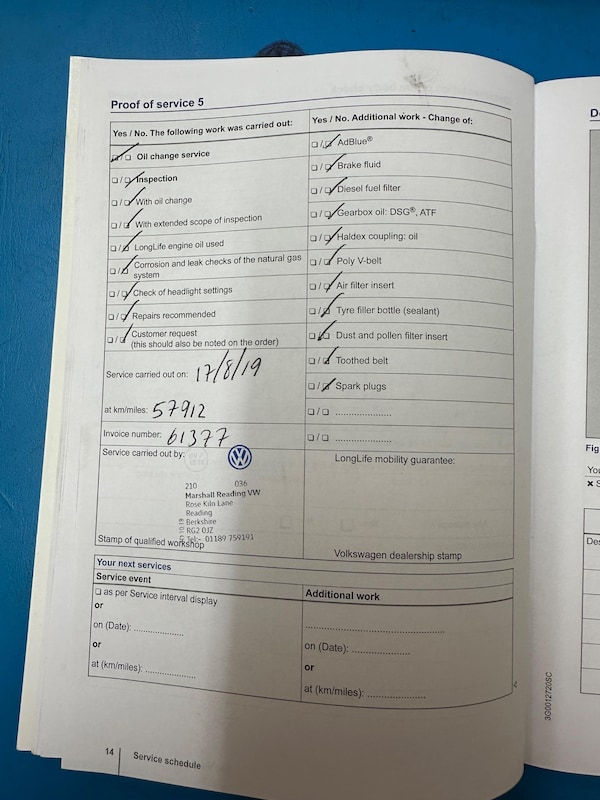 Proof of service 5
Yes / No. The following work was carried out:
❏ / ❏ Oil change service
❏ / ❏ Inspection
❏ / ❏ With oil change
❏ / ❏ With extended scope of inspection
❏ / ❏ LongLife engine oil used
❏ / ❏ Corrosion and leak checks of the natural gas
system
❏ / ❏ Check of headlight settings
❏ / ❏ Repairs recommended
❏ / ❏ Customer request
(this should also be noted on the order)
Service carried out on: 17/8/19
at km/miles: 57912
Invoice number: 61377
Service carried out by:
210 036
Marshall Reading VW
Rose Kiln Lane
Reading
Berkshire
RG2 0JZ
Tel:- 01189 759191
Stamp of qualified workshop
Yes / No. Additional work - Change of:
❏ / ❏ AdBlue®
❏ / ❏ Brake fluid
❏ / ❏ Diesel fuel filter
❏ / ❏ Gearbox oil: DSG®, ATF
❏ / ❏ Haldex coupling: oil
❏ / ❏ Poly V-belt
❏ / ❏ Air filter insert
❏ / ❏ Tyre filler bottle (sealant)
❏ / ❏ Dust and pollen filter insert
❏ / ❏ Toothed belt
❏ / ❏ Spark plugs
❏ / ❏ ....................
❏ / ❏ ....................
LongLife mobility guarantee:
Volkswagen dealership stamp
Your next services
Service event
❏ as per Service interval display
or
on (Date): ..................
or
at (km/miles): ..................
Additional work
..................................................
on (Date): ....................
or
at (km/miles): ....................
14
Service schedule
3G0012720SC
Fig
You